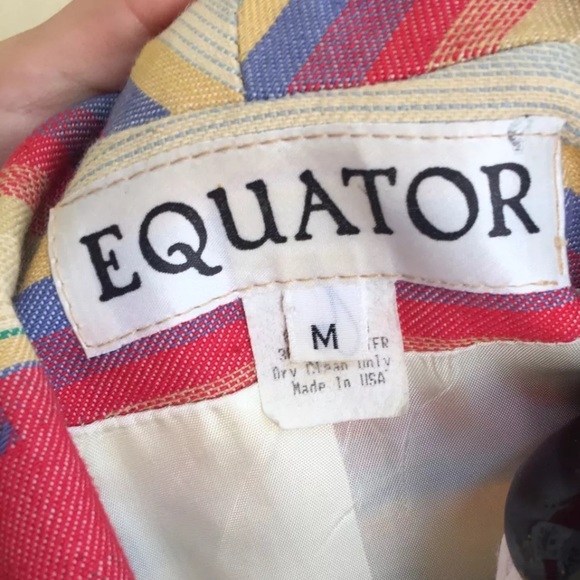 EQUATOR
M
Dry Clean Only
Made In USA